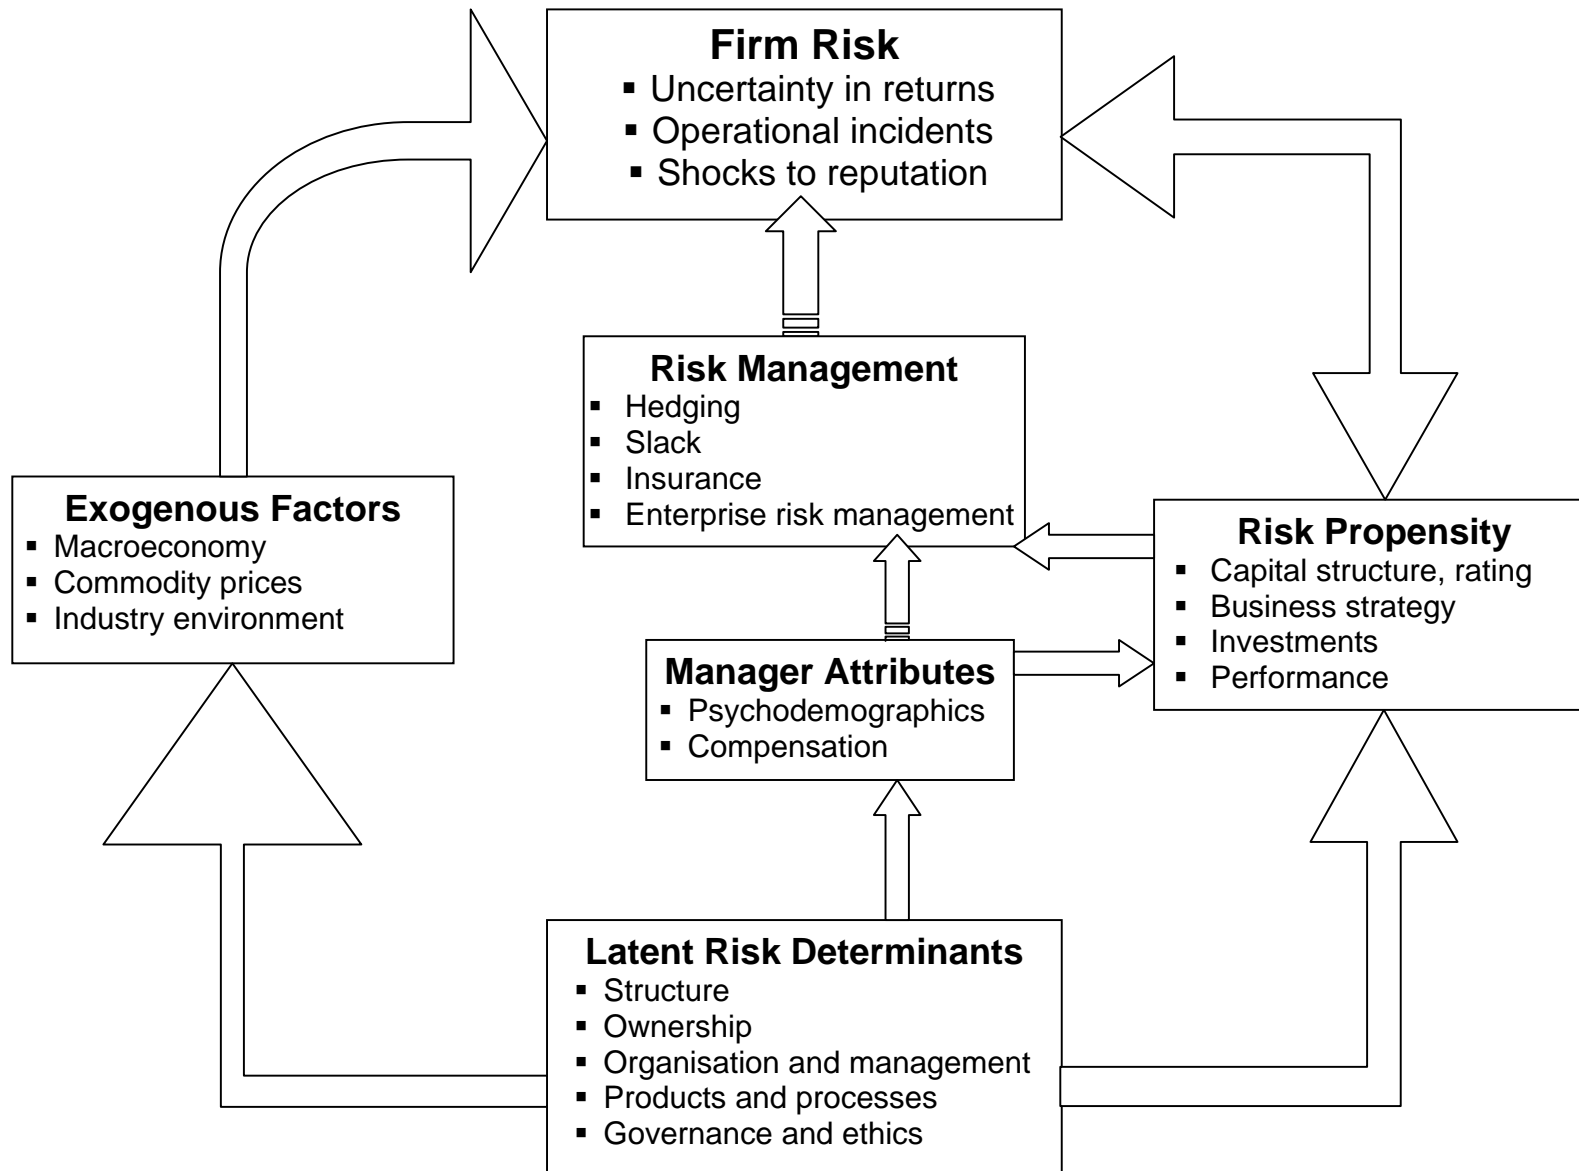 Firm Risk
▪ Uncertainty in returns
▪ Operational incidents
▪ Shocks to reputation
Risk Management
▪ Hedging
▪ Slack
▪ Insurance
▪ Enterprise risk management
Exogenous Factors
▪ Macroeconomy
▪ Commodity prices
▪ Industry environment
Risk Propensity
▪ Capital structure, rating
▪ Business strategy
▪ Investments
▪ Performance
Manager Attributes
▪ Psychodemographics
▪ Compensation
Latent Risk Determinants
▪ Structure
▪ Ownership
▪ Organisation and management
▪ Products and processes
▪ Governance and ethics